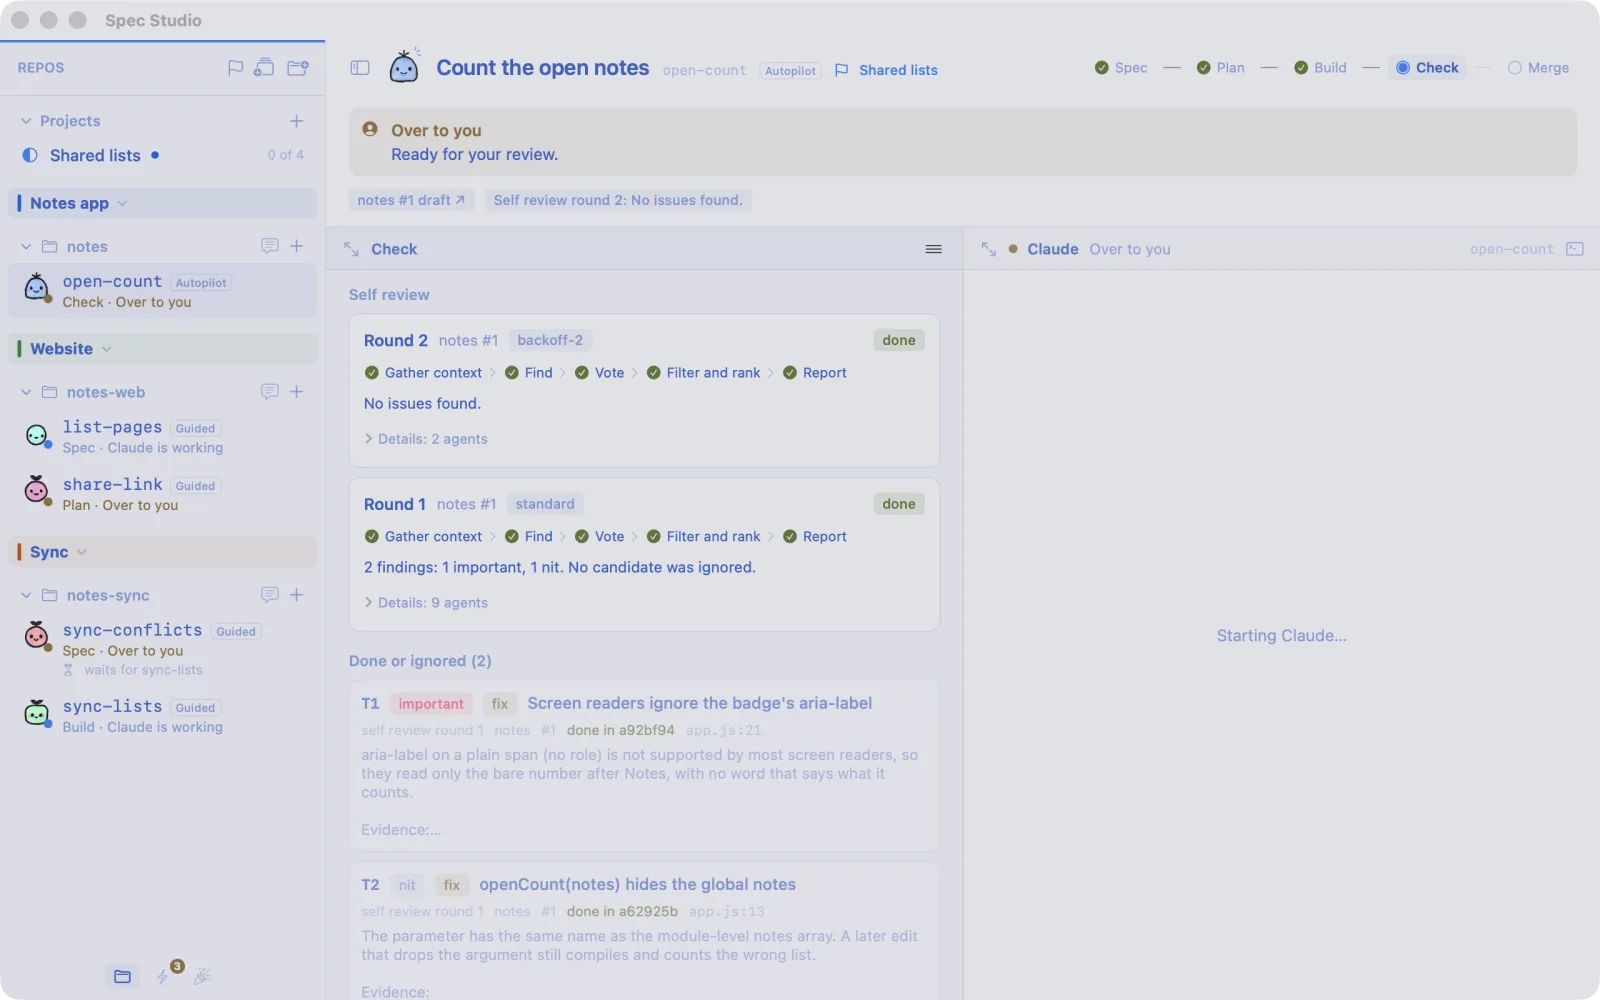 Spec Studio
REPOS
Projects
Shared lists
0 of 4
Notes app
notes
open-count Autopilot
Check · Over to you
Website
notes-web
list-pages Guided
Spec · Claude is working
share-link Guided
Plan · Over to you
Sync
notes-sync
sync-conflicts Guided
Spec · Over to you
waits for sync-lists
sync-lists Guided
Build · Claude is working
3
Count the open notes open-count Autopilot Shared lists
Spec Plan Build Check Merge
Over to you
Ready for your review.
notes #1 draft Self review round 2: No issues found.
Check
Self review
Round 2 notes #1 backoff-2 done
Gather context Find Vote Filter and rank Report
No issues found.
Details: 2 agents
Round 1 notes #1 standard done
Gather context Find Vote Filter and rank Report
2 findings: 1 important, 1 nit. No candidate was ignored.
Details: 9 agents
Done or ignored (2)
T1 important fix Screen readers ignore the badge's aria-label
self review round 1 notes #1 done in a92bf94 app.js:21
aria-label on a plain span (no role) is not supported by most screen readers, so
they read only the bare number after Notes, with no word that says what it
counts.
Evidence:...
T2 nit fix openCount(notes) hides the global notes
self review round 1 notes #1 done in a62925b app.js:13
The parameter has the same name as the module-level notes array. A later edit
that drops the argument still compiles and counts the wrong list.
Evidence:
Claude Over to you open-count
Starting Claude...